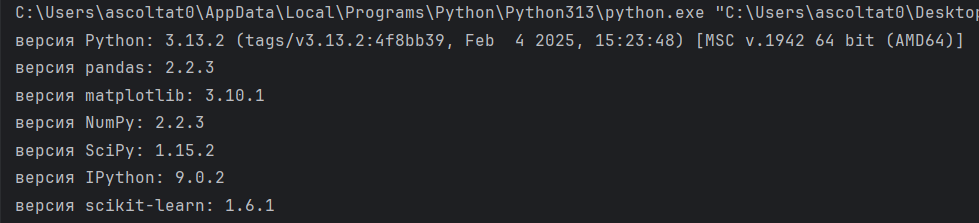 C:\Users\ascoltat0\AppData\Local\Programs\Python\Python313\python.exe "C:\Users\ascoltat0\Desktop
версия Python: 3.13.2 (tags/v3.13.2:4f8bb39, Feb  4 2025, 15:23:48) [MSC v.1942 64 bit (AMD64)]
версия pandas: 2.2.3
версия matplotlib: 3.10.1
версия NumPy: 2.2.3
версия SciPy: 1.15.2
версия IPython: 9.0.2
версия scikit-learn: 1.6.1